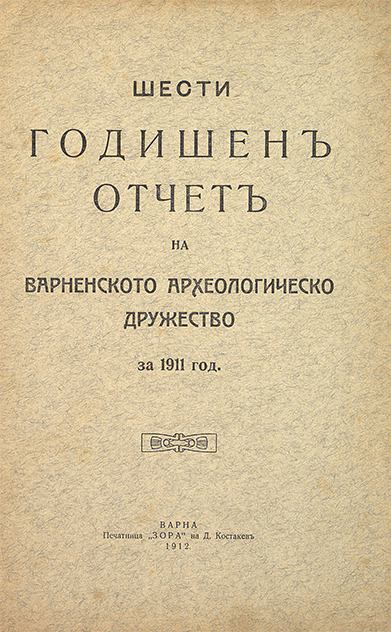 ШЕСТИ
ГОДИШЕНЪ
ОТЧЕТЪ
НА
ВАРНЕНСКОТО АРХЕОЛОГИЧЕСКО
ДРУЖЕСТВО
за 1911 год.
ВАРНА
Печатница „ЗОРА“ на Д. Костакевъ
1912